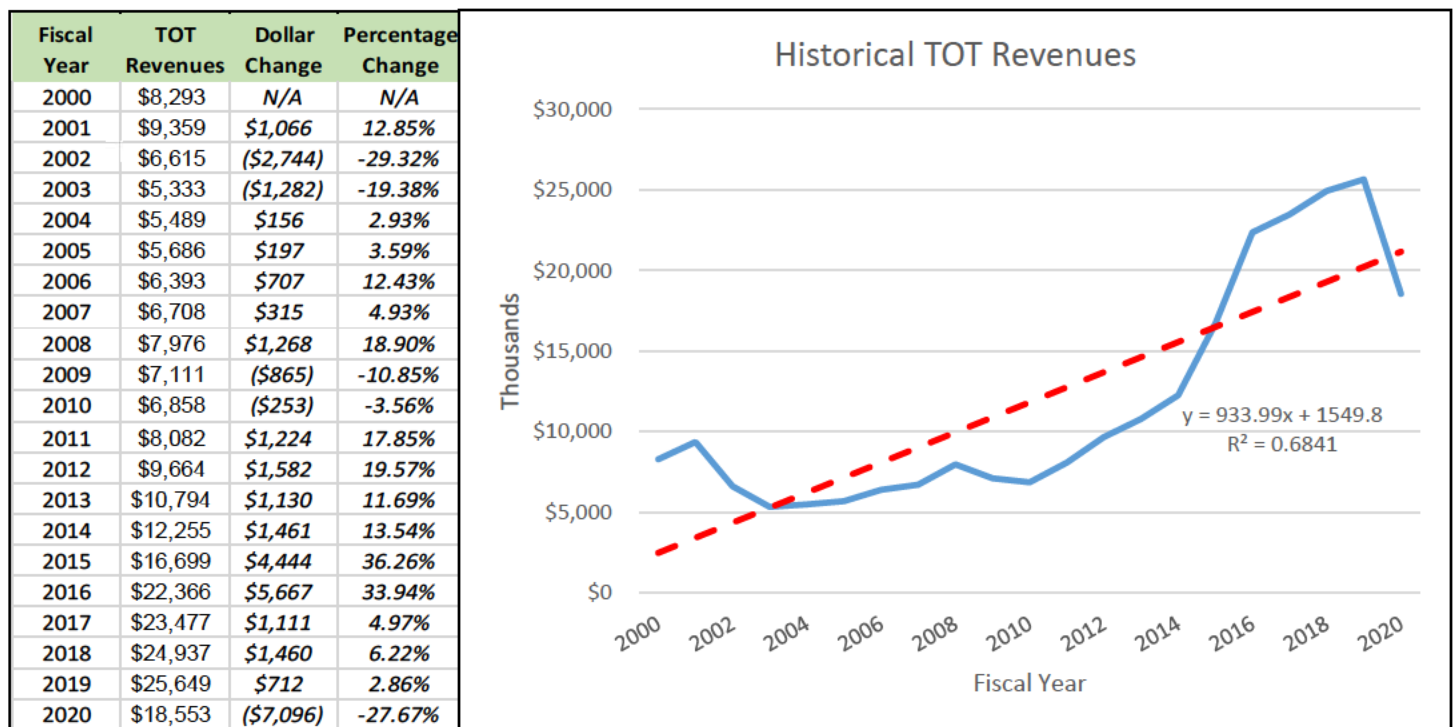 Fiscal Year TOT Revenues Dollar Change Percentage Change
2000 $8,293 N/A N/A
2001 $9,359 $1,066 12.85%
2002 $6,615 ($2,744) -29.32%
2003 $5,333 ($1,282) -19.38%
2004 $5,489 $156 2.93%
2005 $5,686 $197 3.59%
2006 $6,393 $707 12.43%
2007 $6,708 $315 4.93%
2008 $7,976 $1,268 18.90%
2009 $7,111 ($865) -10.85%
2010 $6,858 ($253) -3.56%
2011 $8,082 $1,224 17.85%
2012 $9,664 $1,582 19.57%
2013 $10,794 $1,130 11.69%
2014 $12,255 $1,461 13.54%
2015 $16,699 $4,444 36.26%
2016 $22,366 $5,667 33.94%
2017 $23,477 $1,111 4.97%
2018 $24,937 $1,460 6.22%
2019 $25,649 $712 2.86%
2020 $18,553 ($7,096) -27.67%
Historical TOT Revenues
Thousands
$30,000
$25,000
$20,000
$15,000
$10,000
$5,000
$0
y = 933.99x + 1549.8
R² = 0.6841
2000 2002 2004 2006 2008 2010 2012 2014 2016 2018 2020
Fiscal Year